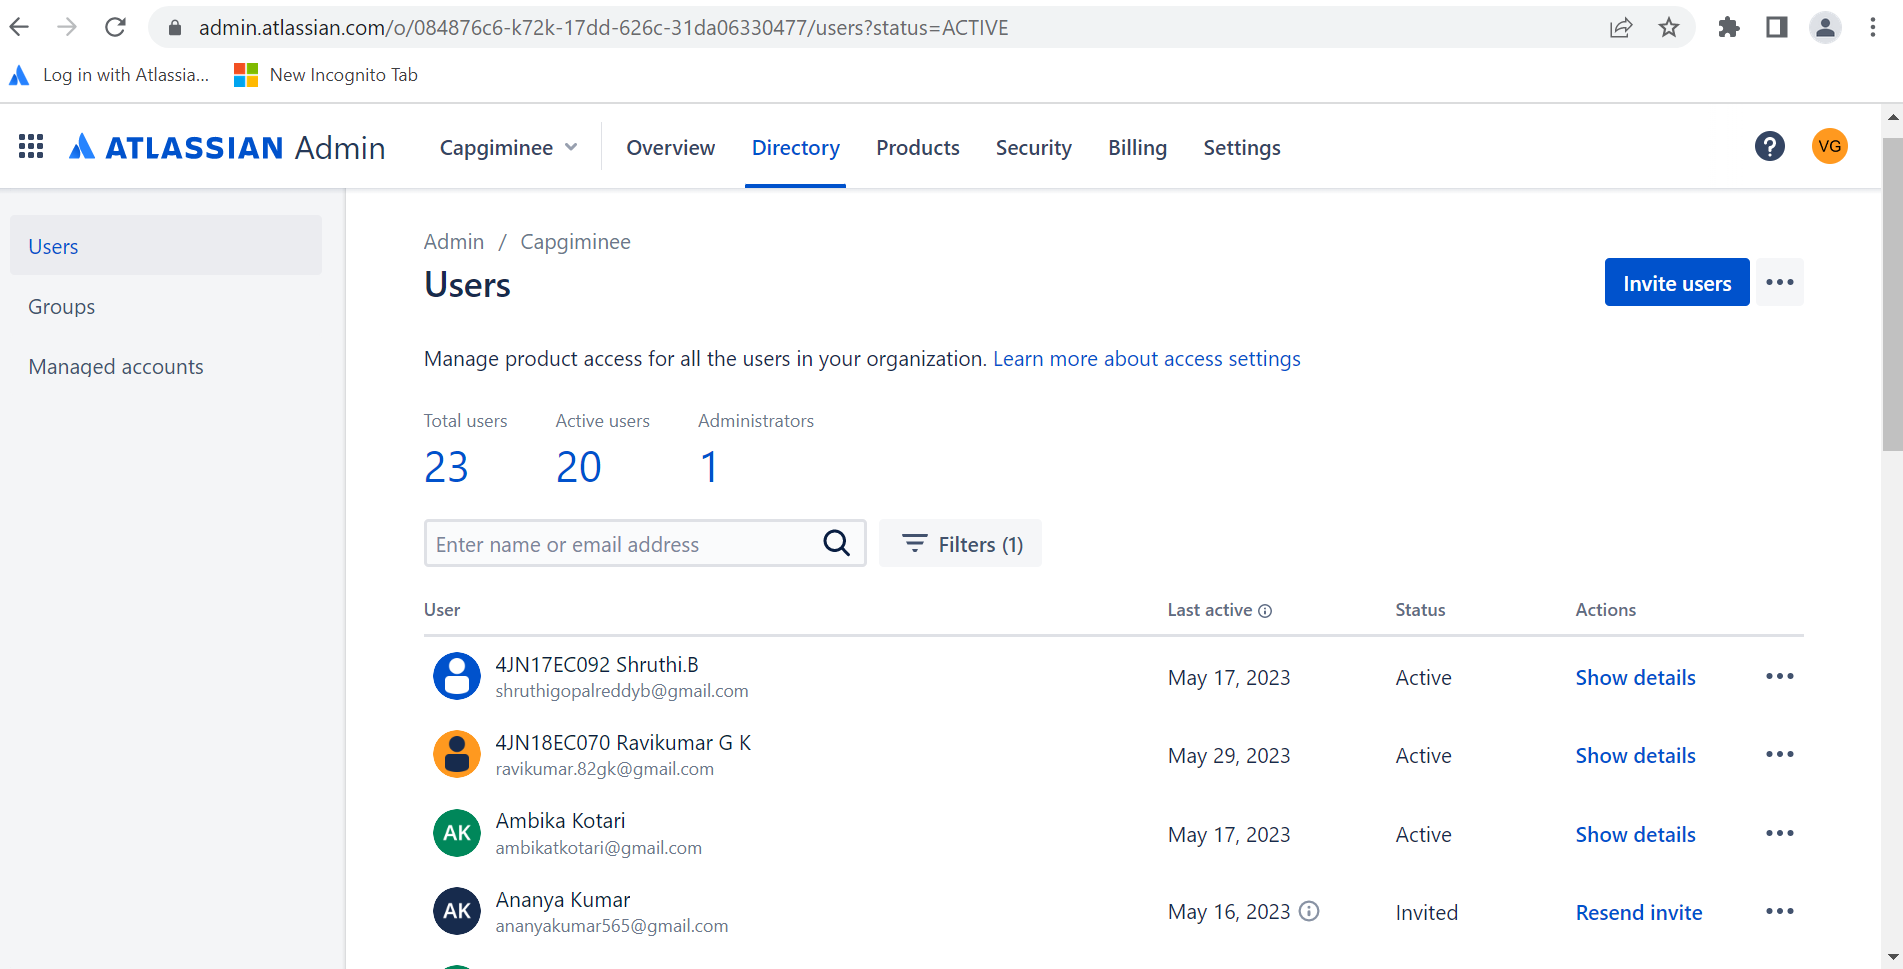 admin.atlassian.com/o/084876c6-k72k-17dd-626c-31da06330477/users?status=ACTIVE
Log in with Atlassia... New Incognito Tab
ATLASSIAN Admin Capgiminee Overview Directory Products Security Billing Settings ? VG
Users
Groups
Managed accounts
Admin / Capgiminee
Users
Invite users
Manage product access for all the users in your organization. Learn more about access settings
Total users Active users Administrators
23 20 1
Enter name or email address Filters (1)
User Last active Status Actions
4JN17EC092 Shruthi.B
shruthigopalreddyb@gmail.com
May 17, 2023 Active Show details
4JN18EC070 Ravikumar G K
ravikumar.82gk@gmail.com
May 29, 2023 Active Show details
AK Ambika Kotari
ambikatkotari@gmail.com
May 17, 2023 Active Show details
AK Ananya Kumar
ananyakumar565@gmail.com
May 16, 2023 Invited Resend invite